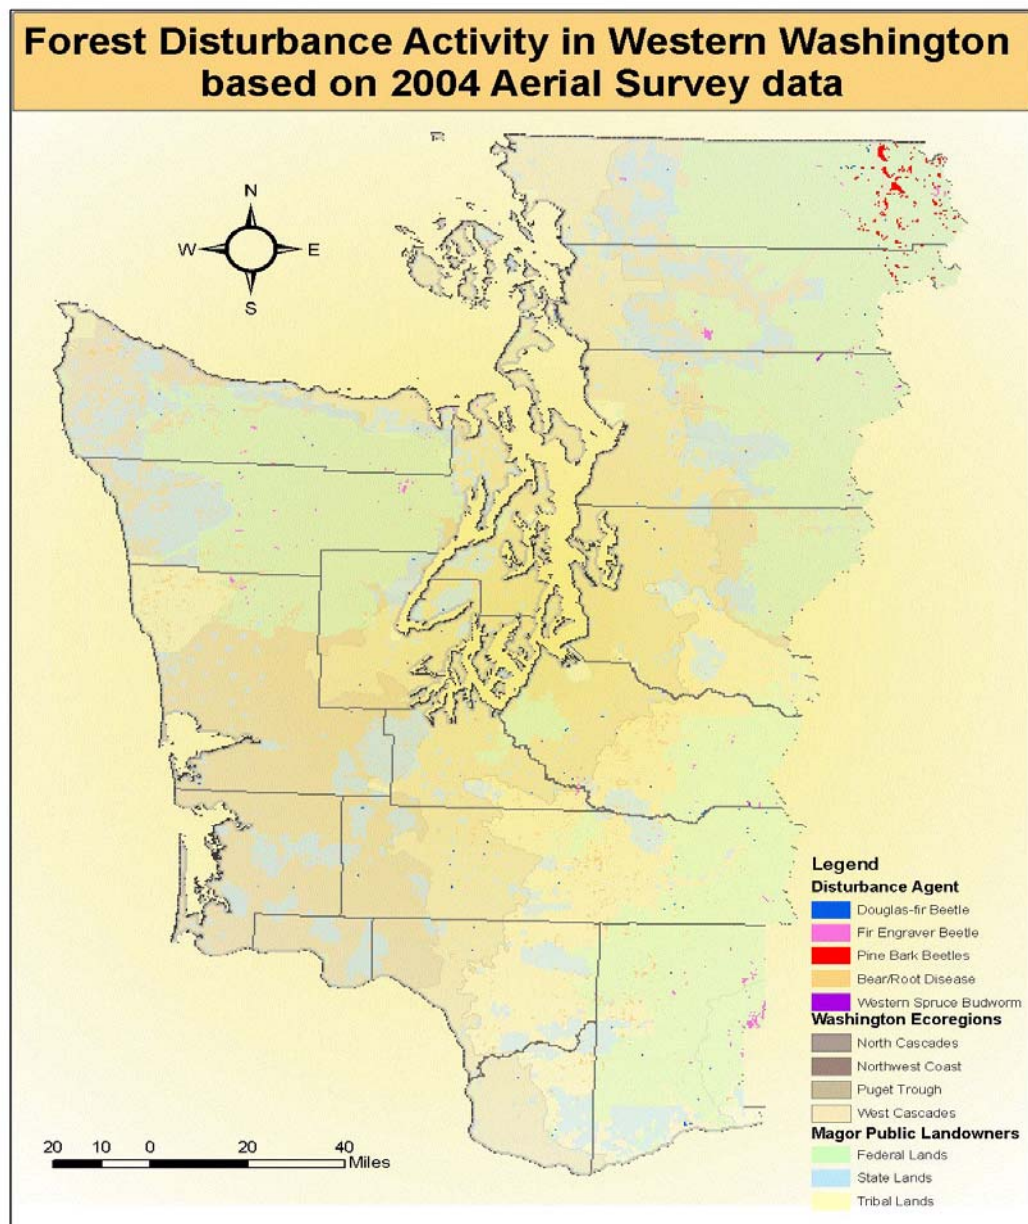 Forest Disturbance Activity in Western Washington
based on 2004 Aerial Survey data
N
W
E
S
Legend
Disturbance Agent
Douglas-fir Beetle
Fir Engraver Beetle
Pine Bark Beetles
Bear/Root Disease
Western Spruce Budworm
Washington Ecoregions
North Cascades
Northwest Coast
Puget Trough
West Cascades
Magor Public Landowners
Federal Lands
State Lands
Tribal Lands
20 10 0 20 40
Miles